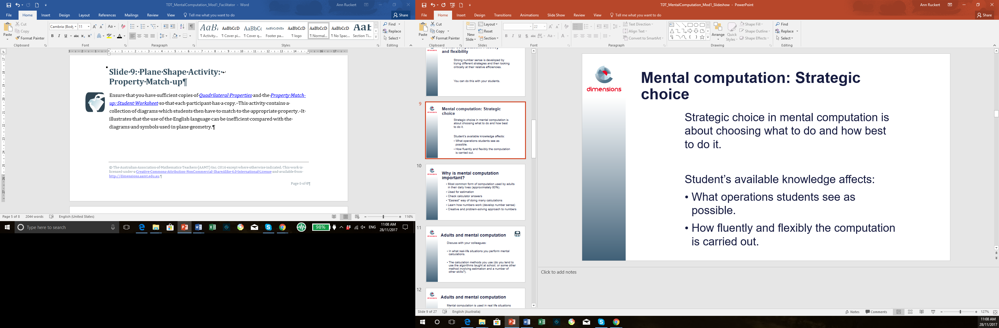 TDT_MentalComputation_Mod1_Facilitator - Word
Ann Ruckert
File Home Insert Design Layout References Mailings Review View Tell me what you want to do
Share
Paste
Cut
Copy
Format Painter
Clipboard
Cambria (Body 11
Font
Paragraph
AaBl AaBbCcD AaBbCc AaBbCcDdEe AaBbCcD AaBbCcD AaBbCcD AaBt
¶ Activity... ¶ Cover pi... ¶ Cover q... Footer pa... ¶ logo ¶ Normal... ¶ No Spac... Section Ti...
Styles
Find
Replace
Select
Editing
Slide·9:·Plane·Shape·Activity:·
Property·Match-up¶
Ensure·that·you·have·sufficient·copies·of·Quadrilateral·Properties·and·the·Property·Match-
up:·Student·Worksheet·so·that·each·participant·has·a·copy.··This·activity·contains·a·
collection·of·diagrams·which·students·then·have·to·match·to·the·appropriate·property.··It·
illustrates·that·the·use·of·the·English·language·can·be·inefficient·compared·with·the·
diagrams·and·symbols·used·in·plane·geometry.¶
©·The·Australian·Association·of·Mathematics·Teachers·(AAMT)·Inc.·2016·except·where·otherwise·indicated.·This·work·is·
licensed·under·a·Creative·Commons·Attribution-NonCommercial-ShareAlike·4.0·International·License·and·available·from·
http://dimensions.aamt.edu.au.¶
Page·5·of·8¶
Page 5 of 8 2044 words English (United States) 116%
Type here to search
98%
ENG
11:08 AM
28/11/2017
TDT_MentalComputation_Mod1_Slideshow - PowerPoint
Ann Ruckert
File Home Insert Design Transitions Animations Slide Show Review View Tell me what you want to do
Share
Paste
Cut
Copy
Format Painter
Clipboard
New
Slide
Layout
Reset
Section
Slides
22
Font
Text Direction
Align Text
Convert to SmartArt
Paragraph
Arrange
Quick
Styles
Shape Fill
Shape Outline
Shape Effects
Drawing
Find
Replace
Select
Editing
and flexibility
Strong number sense is developed by
trying different strategies and then looking
critically at their relative efficiencies.
You can do this with your students.
9
dimensions
Mental computation: Strategic
choice
Strategic choice in mental computation is
about choosing what to do and how best
to do it.
Student's available knowledge affects:
• What operations students see as
possible.
• How fluently and flexibly the computation
is carried out.
10
dimensions
Why is mental computation
important?
• Most common form of computation used by adults
in their daily lives (approximately 80%).
• Used for estimation
• Check calculator answers
• "Easiest" way of doing many calculations
• Learn how numbers work (develop number sense)
• Creative and problem-solving approach to numbers
11
dimensions
Adults and mental computation
Discuss with your colleagues:
• In what real-life situations you perform mental
calculations.
• The calculation methods you use (do you tend to
use the algorithms taught at school, or some other
method involving estimation and a number of
other skills?).
12
dimensions
Adults and mental computation
Mental computation is used in real life situations
dimensions
Mental computation: Strategic
choice
Strategic choice in mental computation is
about choosing what to do and how best
to do it.
Student's available knowledge affects:
• What operations students see as
possible.
• How fluently and flexibly the computation
is carried out.
Click to add notes
Slide 9 of 27 English (Australia) Notes Comments 127%
11:08 AM
28/11/2017